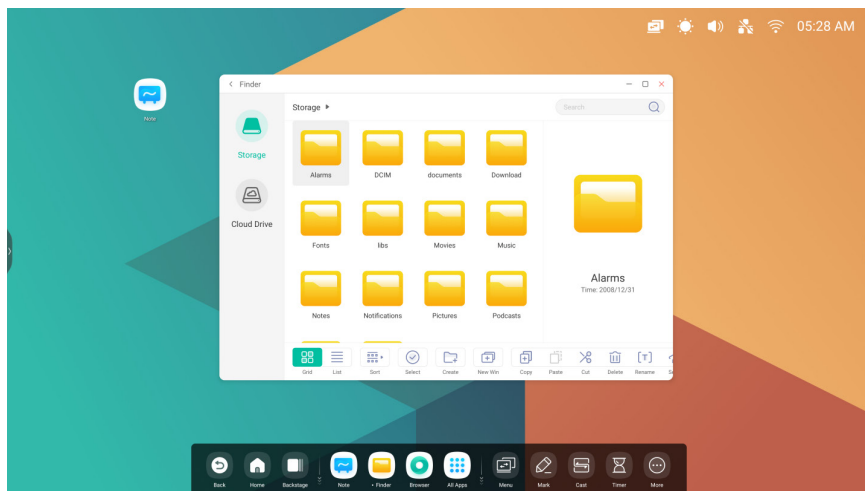 05:28 AM
Note
Finder
Storage
Search
Storage
Cloud Drive
Alarms
DCIM
documents
Download
Fonts
libs
Movies
Music
Notes
Notifications
Pictures
Podcasts
Alarms
Time: 2008/12/31
Grid
List
Sort
Select
Create
New Win
Copy
Paste
Cut
Delete
Rename
Back
Home
Backstage
Note
• Finder
Browser
All Apps
Menu
Mark
Cast
Timer
More